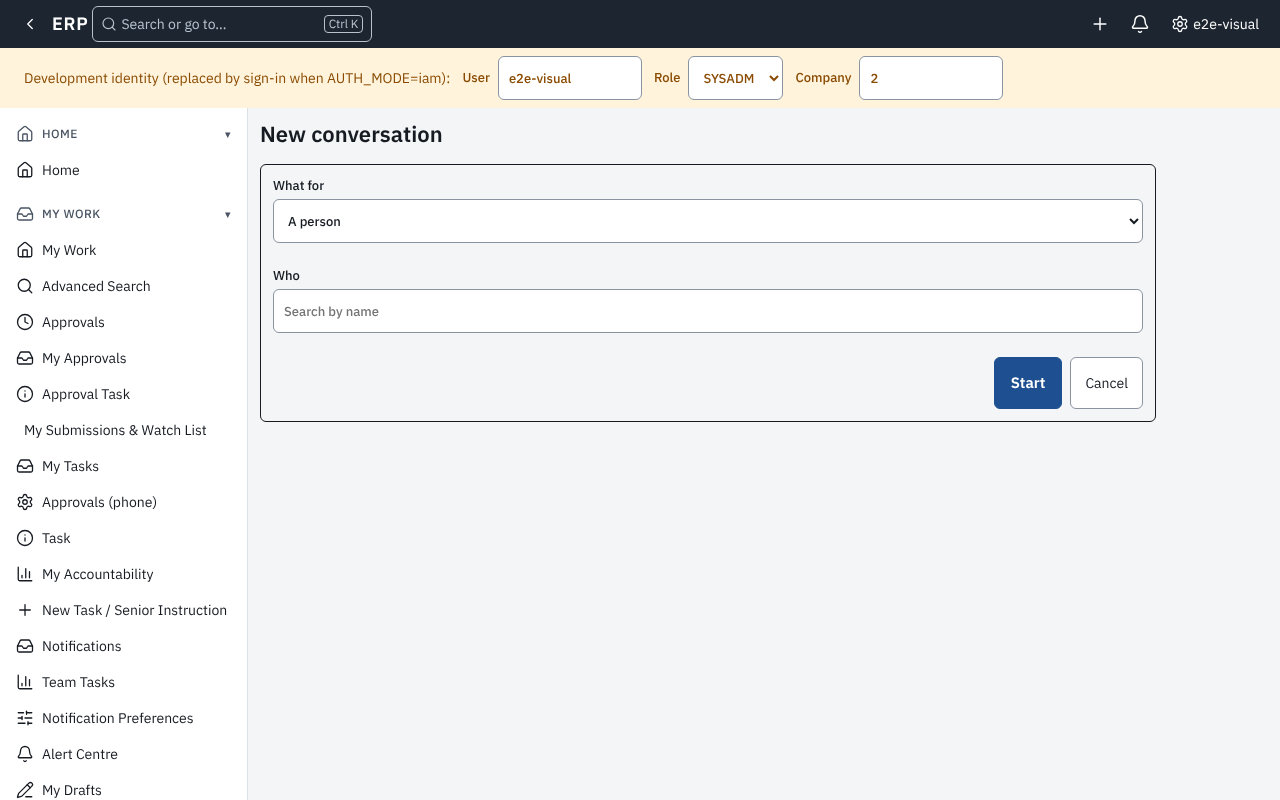 ERP
Search or go to...
Ctrl K
e2e-visual
Development identity (replaced by sign-in when AUTH_MODE=iam):
User
e2e-visual
Role
SYSADM
Company
2
HOME
Home
MY WORK
My Work
Advanced Search
Approvals
My Approvals
Approval Task
My Submissions & Watch List
My Tasks
Approvals (phone)
Task
My Accountability
New Task / Senior Instruction
Notifications
Team Tasks
Notification Preferences
Alert Centre
My Drafts
New conversation
What for
A person
Who
Search by name
Start
Cancel